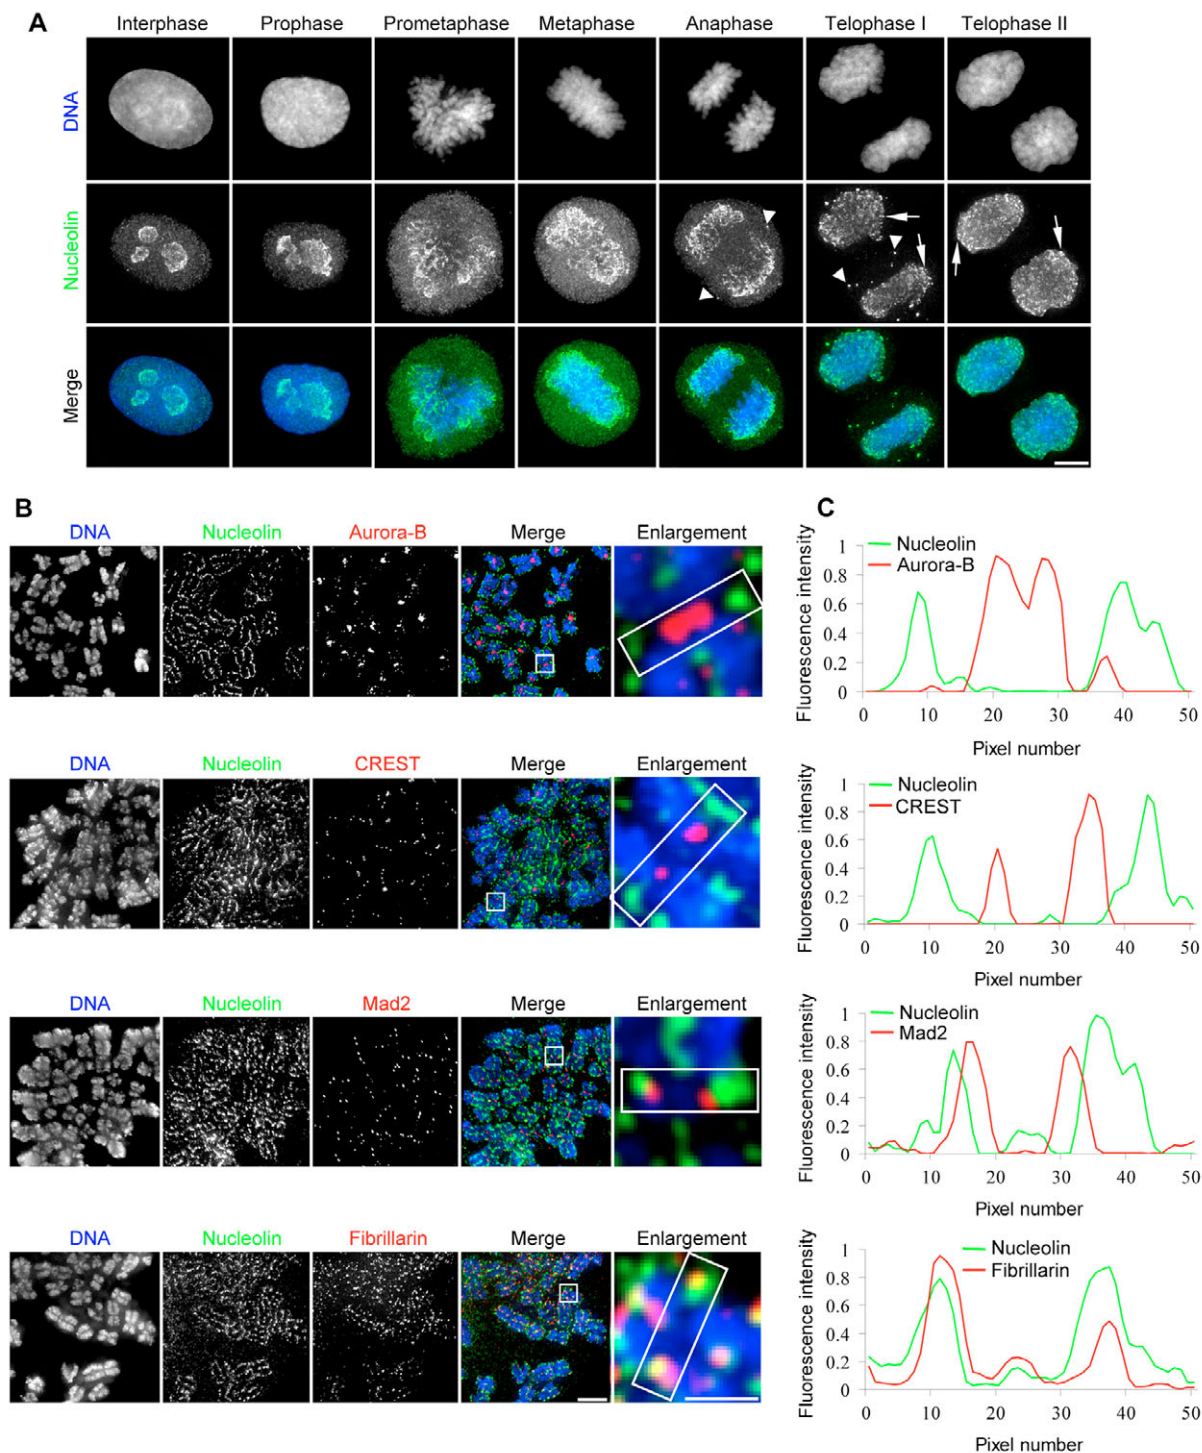 A
Interphase Prophase Prometaphase Metaphase Anaphase Telophase I Telophase II
DNA
Nucleolin
Merge
B
DNA Nucleolin Aurora-B Merge Enlargement
DNA Nucleolin CREST Merge Enlargement
DNA Nucleolin Mad2 Merge Enlargement
DNA Nucleolin Fibrillarin Merge Enlargement
C
Fluorescence intensity
1
0.8
0.6
0.4
0.2
0
Nucleolin
Aurora-B
0 10 20 30 40 50
Pixel number
Fluorescence intensity
1
0.8
0.6
0.4
0.2
0
Nucleolin
CREST
0 10 20 30 40 50
Pixel number
Fluorescence intensity
1
0.8
0.6
0.4
0.2
0
Nucleolin
Mad2
0 10 20 30 40 50
Pixel number
Fluorescence intensity
1
0.8
0.6
0.4
0.2
0
Nucleolin
Fibrillarin
0 10 20 30 40 50
Pixel number